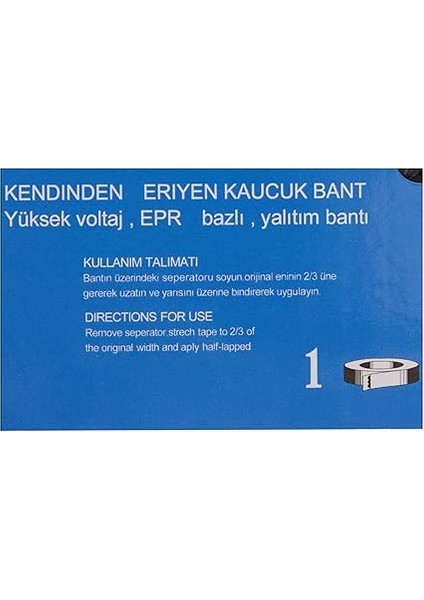 KENDINDEN ERIYEN KAUCUK BANT
Yüksek voltaj , EPR bazlı , yalıtım bantı
KULLANIM TALIMATI
Bantın üzerindeki seperatoru soyun.orijinal eninin 2/3 üne
gererek uzatın ve yarısını üzerine bindirerek uygulayın.
DIRECTIONS FOR USE
Remove seperator.strech tape to 2/3 of
the original width and aply half-lapped
1